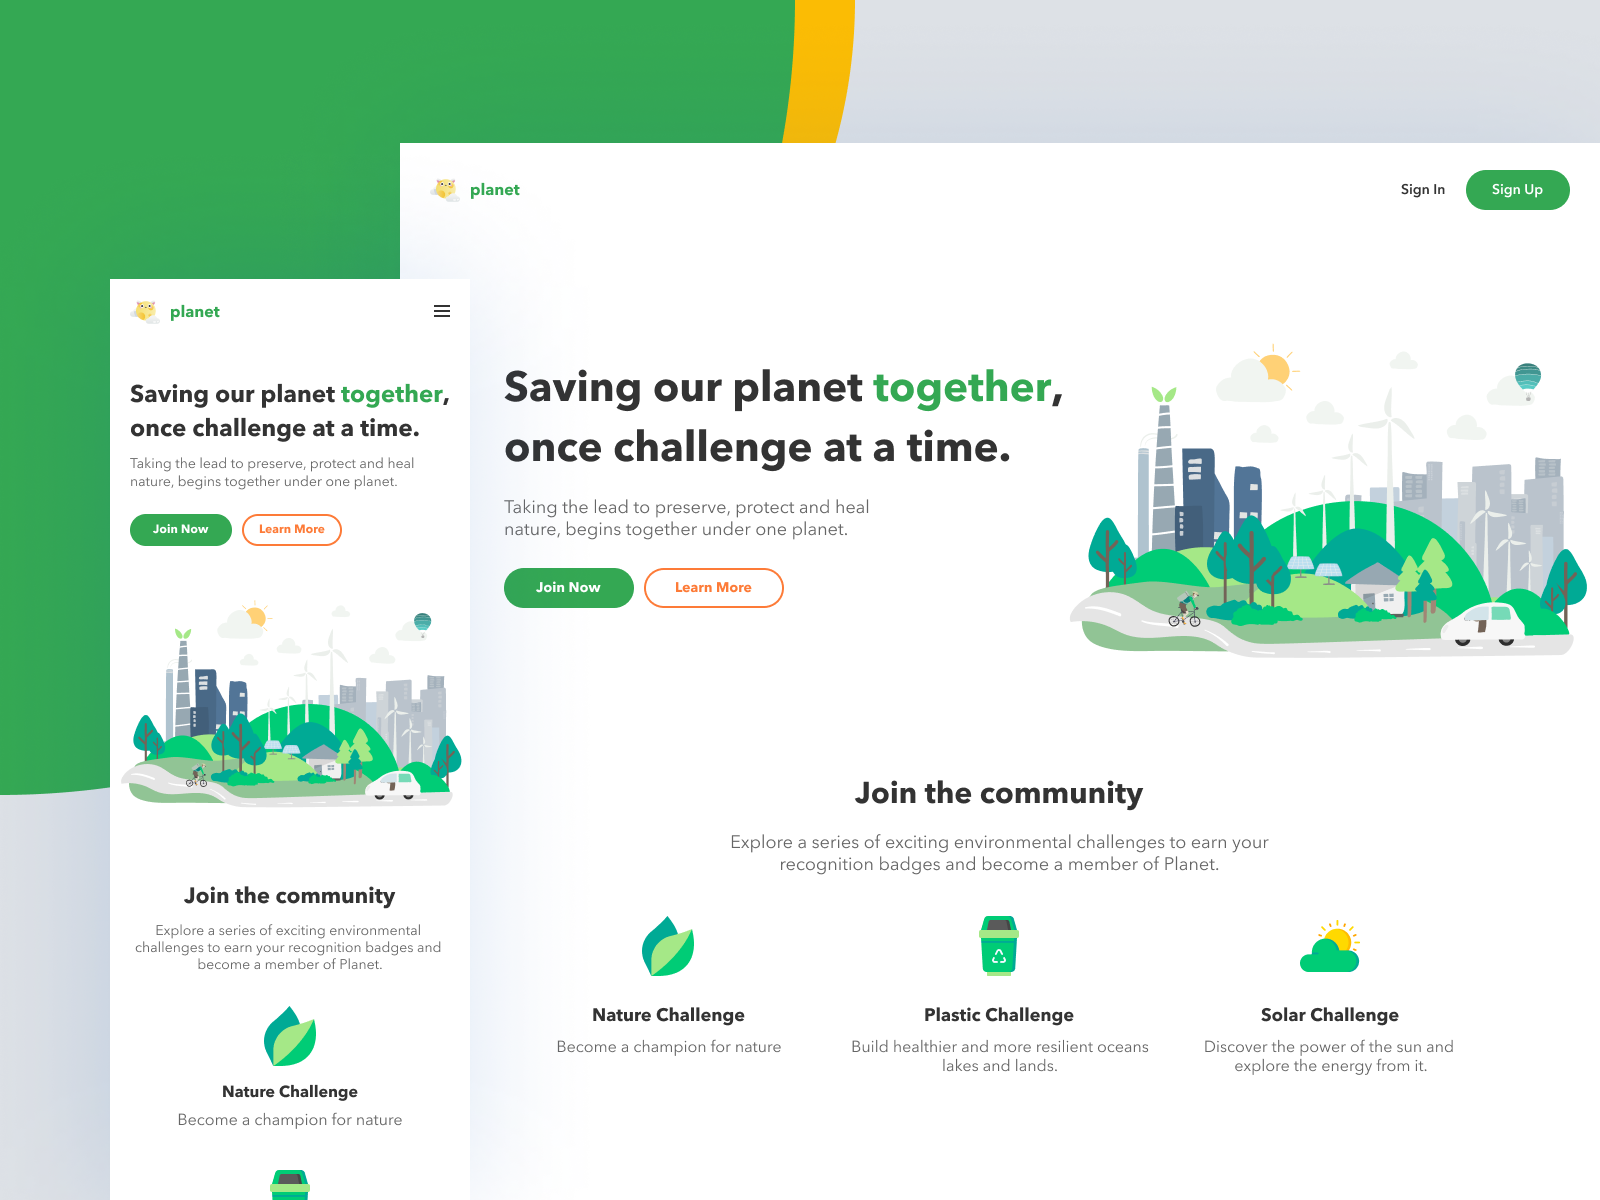 planet
Sign In
Sign Up
Saving our planet together,
once challenge at a time.
Taking the lead to preserve, protect and heal
nature, begins together under one planet.
Join Now
Learn More
Join the community
Explore a series of exciting environmental challenges to earn your
recognition badges and become a member of Planet.
Nature Challenge
Become a champion for nature
Plastic Challenge
Build healthier and more resilient oceans
lakes and lands.
Solar Challenge
Discover the power of the sun and
explore the energy from it.
planet
Saving our planet together,
once challenge at a time.
Taking the lead to preserve, protect and heal
nature, begins together under one planet.
Join Now
Learn More
Join the community
Explore a series of exciting environmental
challenges to earn your recognition badges and
become a member of Planet.
Nature Challenge
Become a champion for nature